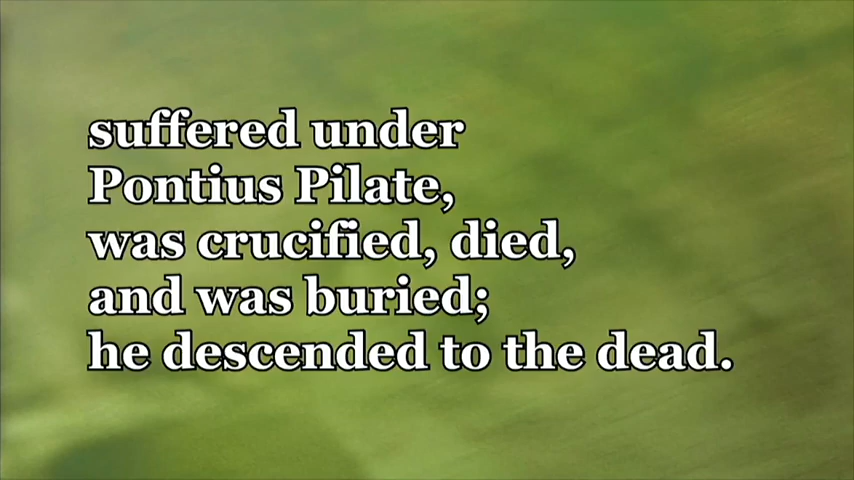 suffered under
Pontius Pilate,
was crucified, died,
and was buried;
he descended to the dead.